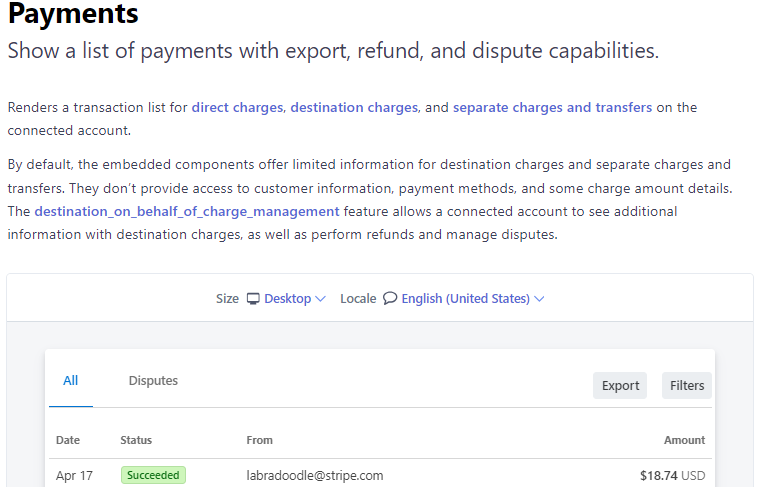 Payments
Show a list of payments with export, refund, and dispute capabilities.
Renders a transaction list for direct charges, destination charges, and separate charges and transfers on the
connected account.
By default, the embedded components offer limited information for destination charges and separate charges and
transfers. They don’t provide access to customer information, payment methods, and some charge amount details.
The destination_on_behalf_of_charge_management feature allows a connected account to see additional
information with destination charges, as well as perform refunds and manage disputes.
Size Desktop Locale English (United States)
All Disputes Export Filters
Date Status From Amount
Apr 17 Succeeded labradoodle@stripe.com $18.74 USD